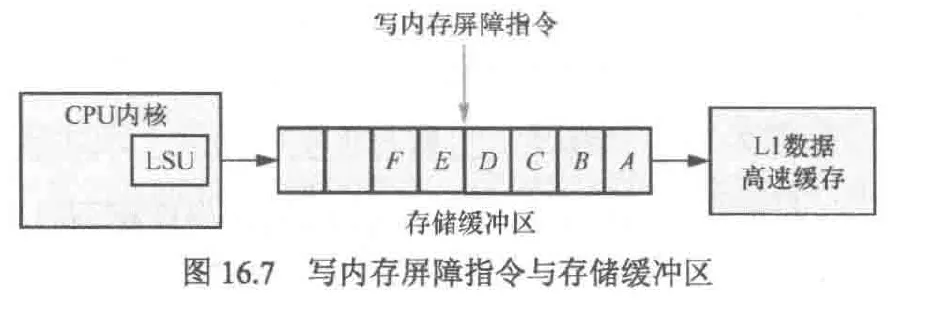 写内存屏障指令
CPU内核
LSU
F E D C B A
L1数据
高速缓存
存储缓冲区
图 16.7 写内存屏障指令与存储缓冲区